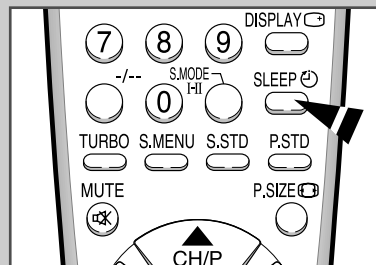 DISPLAY
7 8 9
-/-- S.MODE SLEEP
I-II
0
TURBO S.MENU S.STD P.STD
MUTE P.SIZE
CH/P